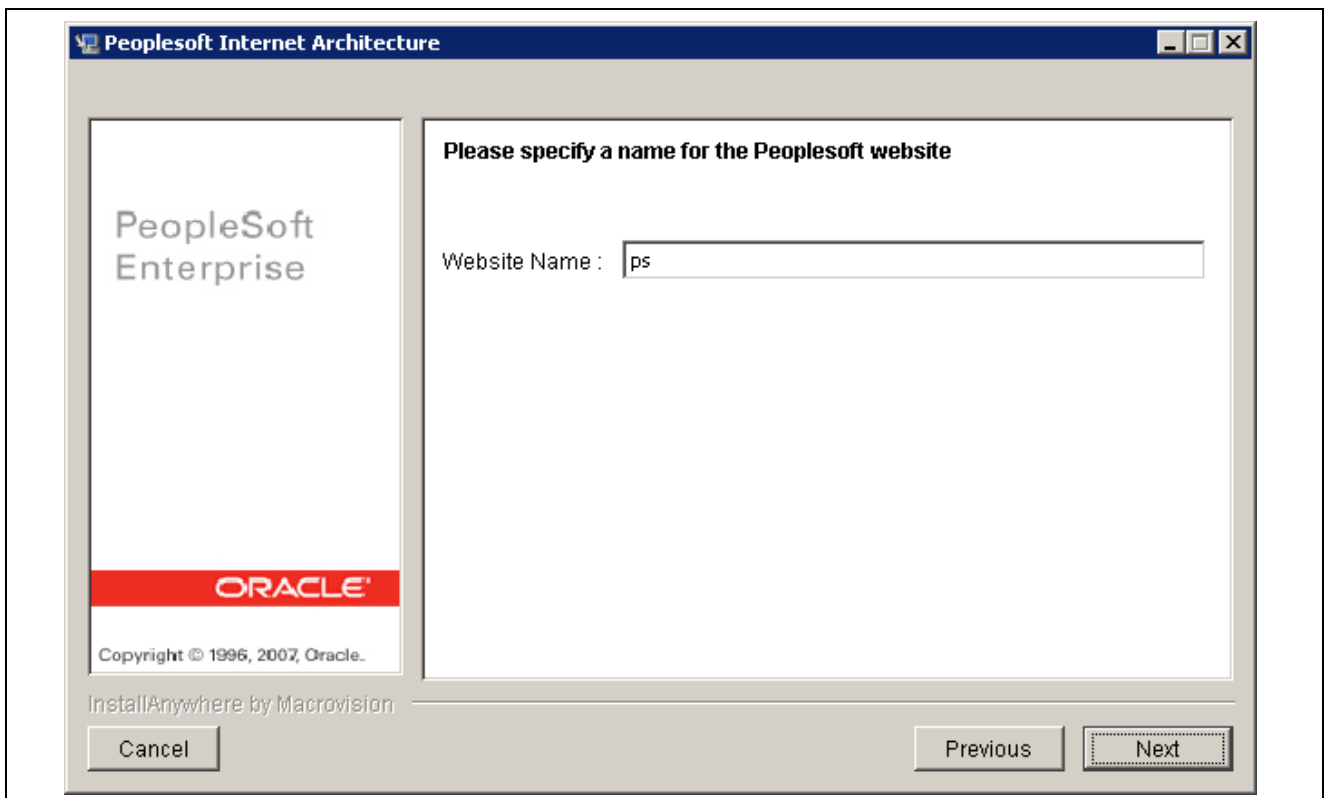 Peoplesoft Internet Architecture
PeopleSoft
Enterprise
ORACLE'
Copyright © 1996, 2007, Oracle.
Please specify a name for the Peoplesoft website
Website Name : ps
InstallAnywhere by Macrovision
Cancel
Previous
Next